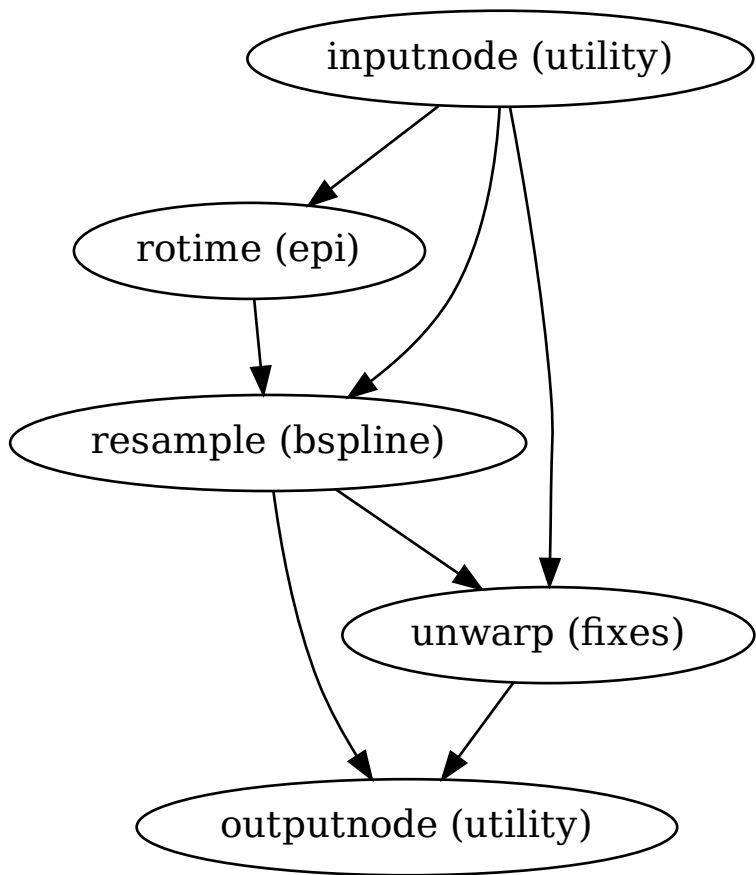 inputnode (utility)
rotime (epi)
resample (bspline)
unwarp (fixes)
outputnode (utility)